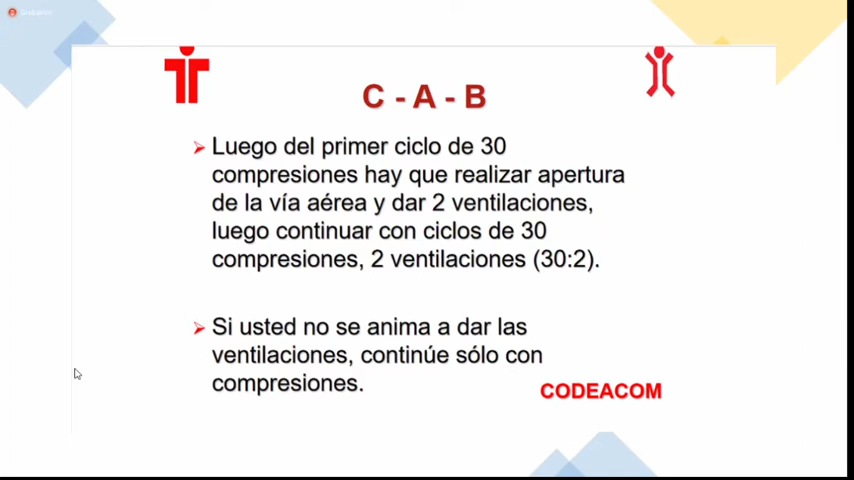 C - A - B
Luego del primer ciclo de 30
compresiones hay que realizar apertura
de la vía aérea y dar 2 ventilaciones,
luego continuar con ciclos de 30
compresiones, 2 ventilaciones (30:2).
Si usted no se anima a dar las
ventilaciones, continúe sólo con
compresiones.
CODEACOM